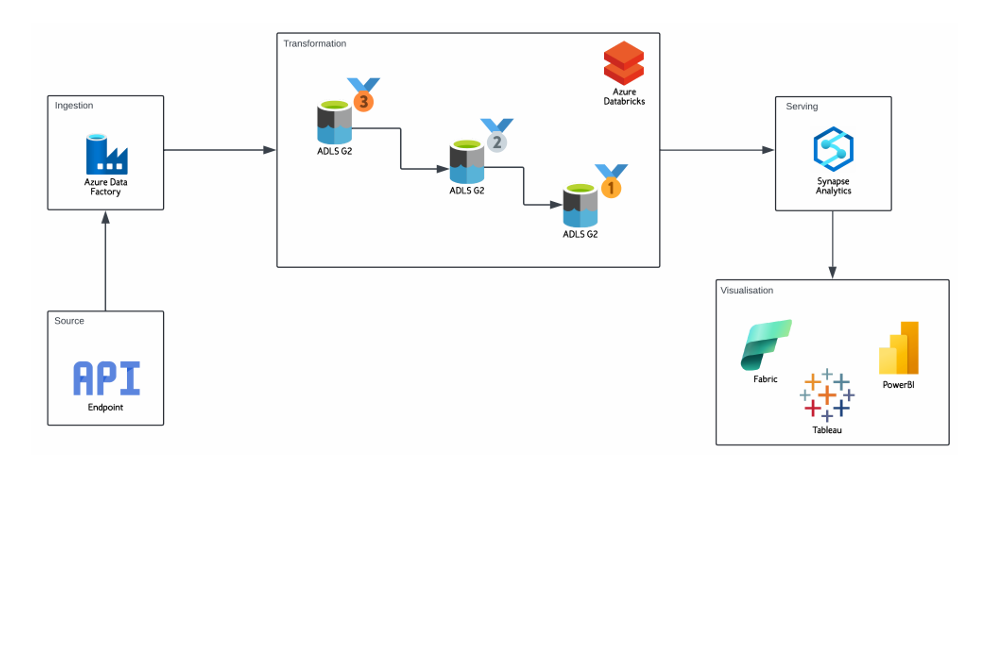 Transformation
3
Azure
Databricks
ADLS G2
2
ADLS G2
1
ADLS G2
Ingestion
Azure Data
Factory
Serving
Synapse
Analytics
Source
API
Endpoint
Visualisation
Fabric
PowerBI
Tableau